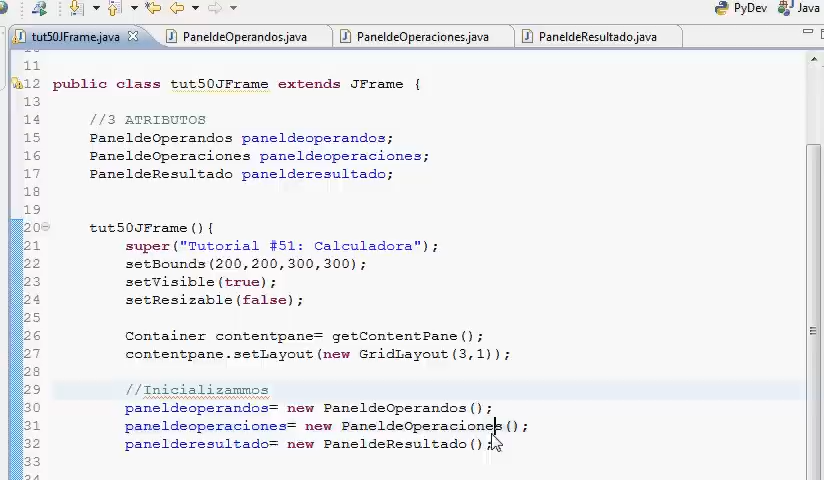 PyDev Java
tut50JFrame.java PaneldeOperandos.java PaneldeOperaciones.java PaneldeResultado.java
11
12 public class tut50JFrame extends JFrame {
13
14 //3 ATRIBUTOS
15 PaneldeOperandos paneldeoperandos;
16 PaneldeOperaciones paneldeoperaciones;
17 PaneldeResultado panelderesultado;
18
19
20 tut50JFrame(){
21 super("Tutorial #51: Calculadora");
22 setBounds(200,200,300,300);
23 setVisible(true);
24 setResizable(false);
25
26 Container contentpane= getContentPane();
27 contentpane.setLayout(new GridLayout(3,1));
28
29 //Inicializammos
30 paneldeoperandos= new PaneldeOperandos();
31 paneldeoperaciones= new PaneldeOperaciones();
32 panelderesultado= new PaneldeResultado();
33